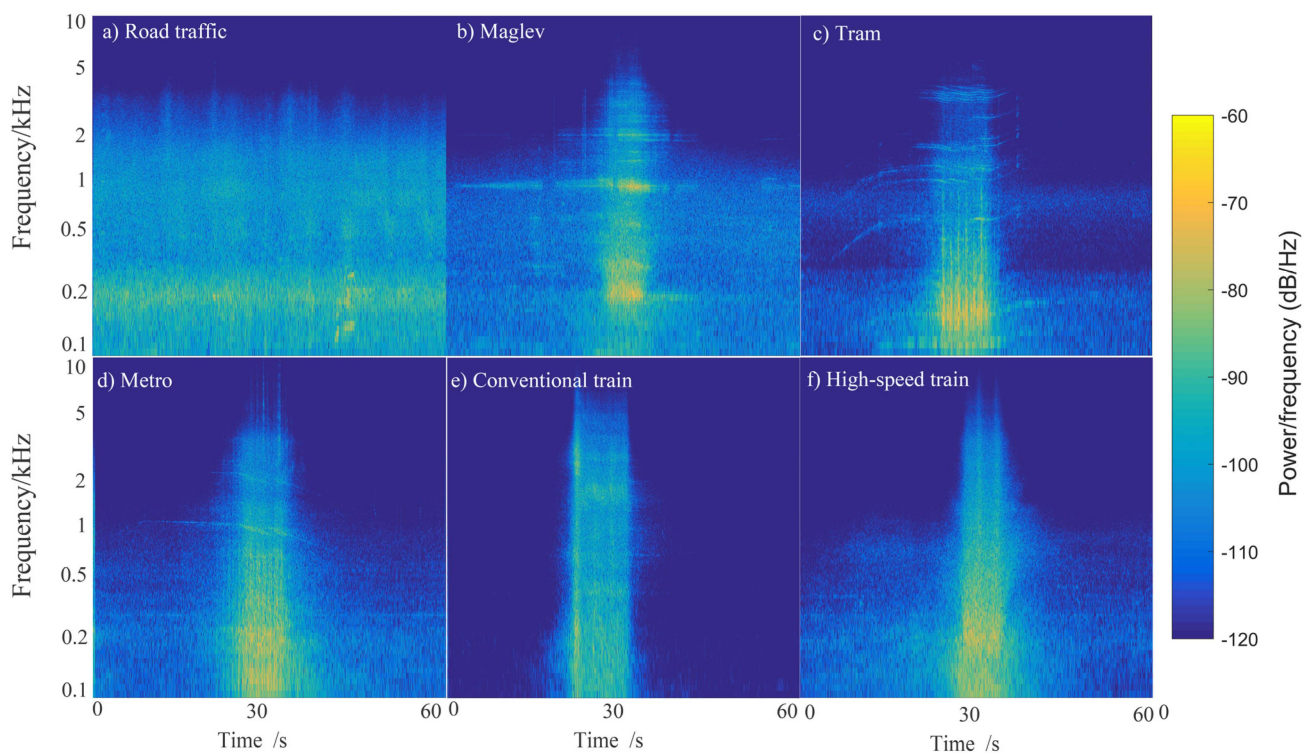 a) Road traffic
b) Maglev
c) Tram
10
5
2
1
0.5
0.2
0.1
Frequency/kHz
d) Metro
e) Conventional train
f) High-speed train
10
5
2
1
0.5
0.2
0.1
Frequency/kHz
0 30 60 0 30 60 0 30 60 0
Time /s Time /s Time /s
-60
-70
-80
-90
-100
-110
-120
Power/frequency (dB/Hz)